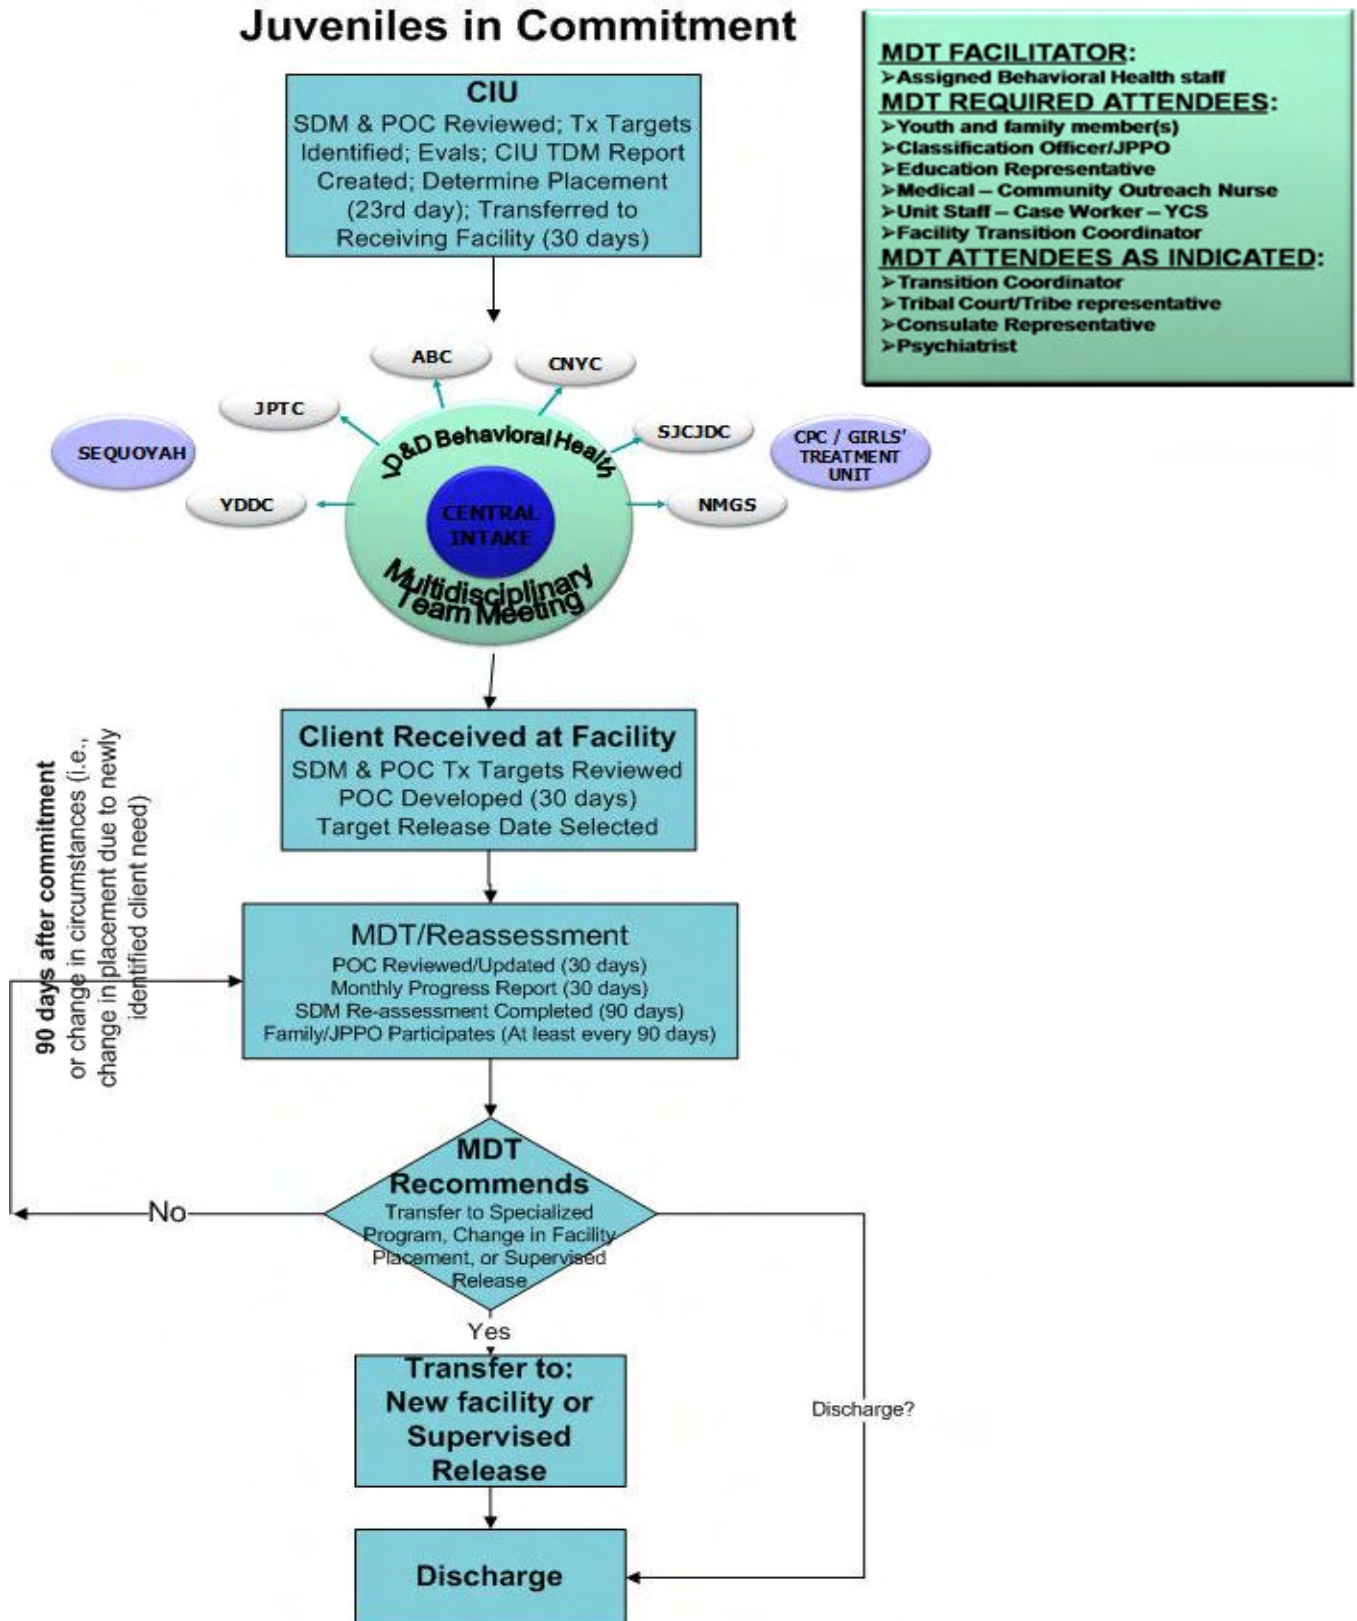 Juveniles in Commitment
CIU
SDM & POC Reviewed; Tx Targets
Identified; Evals; CIU TDM Report
Created; Determine Placement
(23rd day); Transferred to
Receiving Facility (30 days)
MDT FACILITATOR:
➢Assigned Behavioral Health staff
MDT REQUIRED ATTENDEES:
➢Youth and family member(s)
➢Classification Officer/JPPO
➢Education Representative
➢Medical – Community Outreach Nurse
➢Unit Staff – Case Worker – YCS
➢Facility Transition Coordinator
MDT ATTENDEES AS INDICATED:
➢Transition Coordinator
➢Tribal Court/Tribe representative
➢Consulate Representative
➢Psychiatrist
ABC
CNYC
JPTC
SJCJDC
SEQUOYAH
CPC / GIRLS'
TREATMENT
UNIT
YDDC
NMGS
D&D Behavioral Health
CENTRAL
INTAKE
Multidisciplinary
Team Meeting
Client Received at Facility
SDM & POC Tx Targets Reviewed
POC Developed (30 days)
Target Release Date Selected
90 days after commitment
or change in circumstances (i.e.,
change in placement due to newly
identified client need)
MDT/Reassessment
POC Reviewed/Updated (30 days)
Monthly Progress Report (30 days)
SDM Re-assessment Completed (90 days)
Family/JPPO Participates (At least every 90 days)
MDT
Recommends
Transfer to Specialized
Program, Change in Facility
Placement, or Supervised
Release
No
Yes
Transfer to:
New facility or
Supervised
Release
Discharge?
Discharge